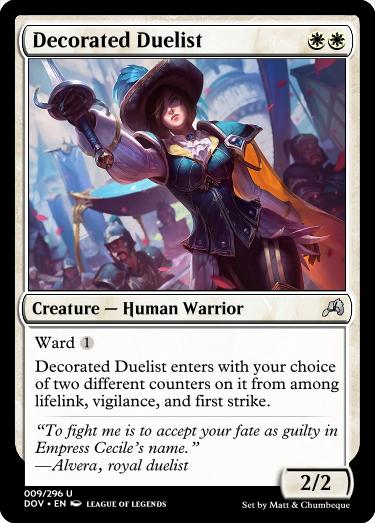 Decorated Duelist
Creature — Human Warrior
Ward 1
Decorated Duelist enters with your choice
of two different counters on it from among
lifelink, vigilance, and first strike.
“To fight me is to accept your fate as guilty in
Empress Cecile’s name.”
—Alvera, royal duelist
2/2
009/296 U
DOV • EN LEAGUE OF LEGENDS
Set by Matt & Chumbeque